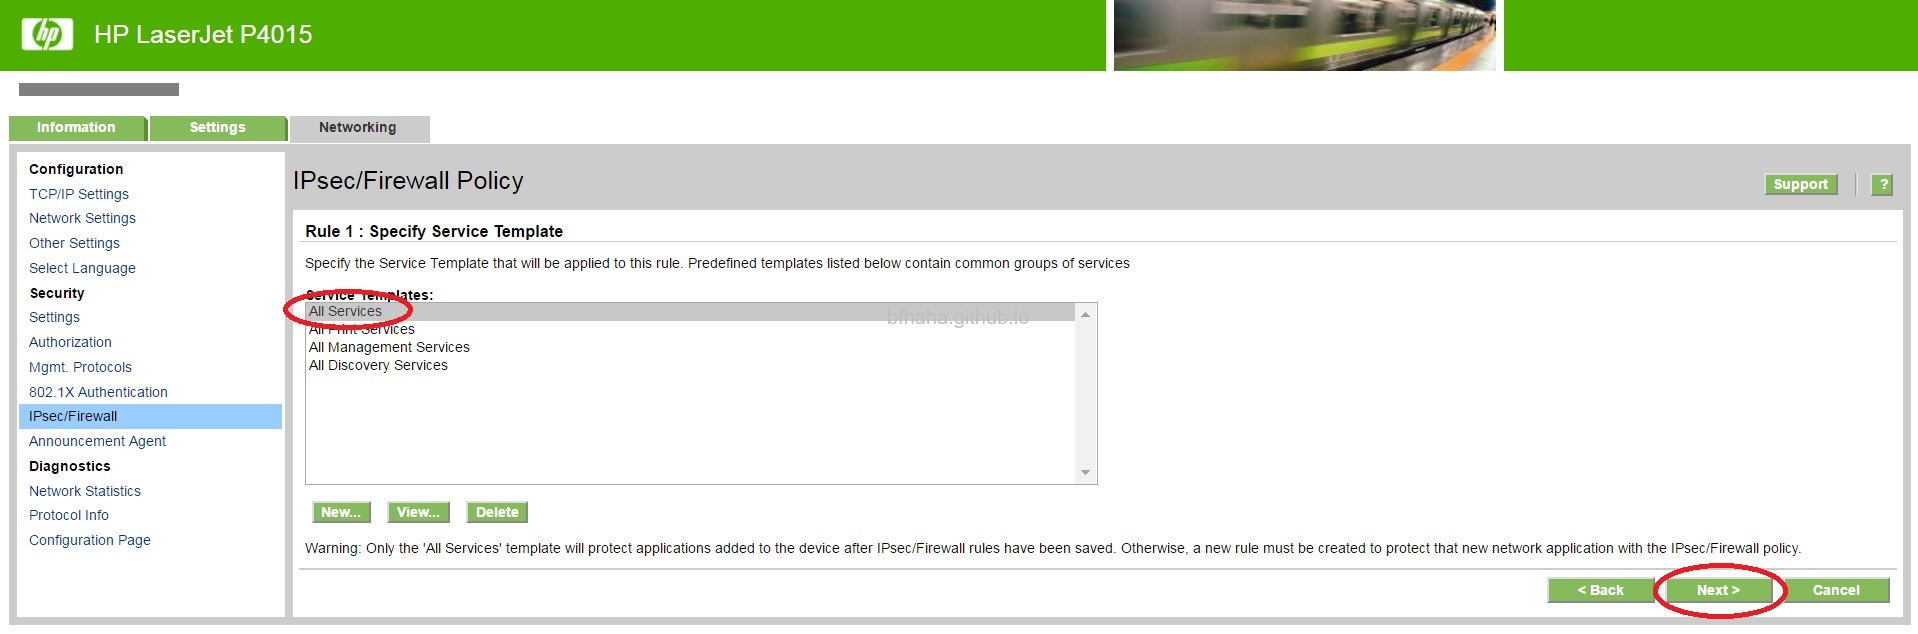 hp HP LaserJet P4015
Information Settings Networking
Configuration
TCP/IP Settings
Network Settings
Other Settings
Select Language
Security
Settings
Authorization
Mgmt. Protocols
802.1X Authentication
IPsec/Firewall
Announcement Agent
Diagnostics
Network Statistics
Protocol Info
Configuration Page
IPsec/Firewall Policy
Support ?
Rule 1 : Specify Service Template
Specify the Service Template that will be applied to this rule. Predefined templates listed below contain common groups of services
Service Templates:
All Services
bfhaha.github.io
All Print Services
All Management Services
All Discovery Services
New... View... Delete
Warning: Only the 'All Services' template will protect applications added to the device after IPsec/Firewall rules have been saved. Otherwise, a new rule must be created to protect that new network application with the IPsec/Firewall policy.
< Back Next > Cancel